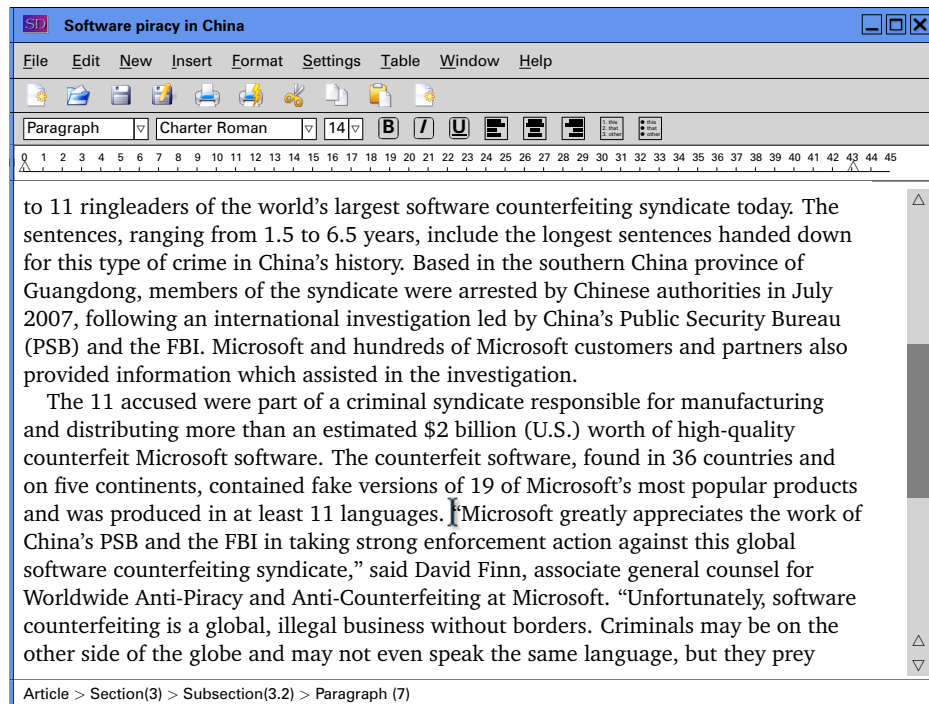 SD Software piracy in China
File Edit New Insert Format Settings Table Window Help
Paragraph Charter Roman 14 B I U 1. this 2. that 3. other this that other
0 1 2 3 4 5 6 7 8 9 10 11 12 13 14 15 16 17 18 19 20 21 22 23 24 25 26 27 28 29 30 31 32 33 34 35 36 37 38 39 40 41 42 43 44 45
to 11 ringleaders of the world’s largest software counterfeiting syndicate today. The
sentences, ranging from 1.5 to 6.5 years, include the longest sentences handed down
for this type of crime in China’s history. Based in the southern China province of
Guangdong, members of the syndicate were arrested by Chinese authorities in July
2007, following an international investigation led by China’s Public Security Bureau
(PSB) and the FBI. Microsoft and hundreds of Microsoft customers and partners also
provided information which assisted in the investigation.
The 11 accused were part of a criminal syndicate responsible for manufacturing
and distributing more than an estimated $2 billion (U.S.) worth of high-quality
counterfeit Microsoft software. The counterfeit software, found in 36 countries and
on five continents, contained fake versions of 19 of Microsoft’s most popular products
and was produced in at least 11 languages. “Microsoft greatly appreciates the work of
China’s PSB and the FBI in taking strong enforcement action against this global
software counterfeiting syndicate,” said David Finn, associate general counsel for
Worldwide Anti-Piracy and Anti-Counterfeiting at Microsoft. “Unfortunately, software
counterfeiting is a global, illegal business without borders. Criminals may be on the
other side of the globe and may not even speak the same language, but they prey
Article > Section(3) > Subsection(3.2) > Paragraph (7)